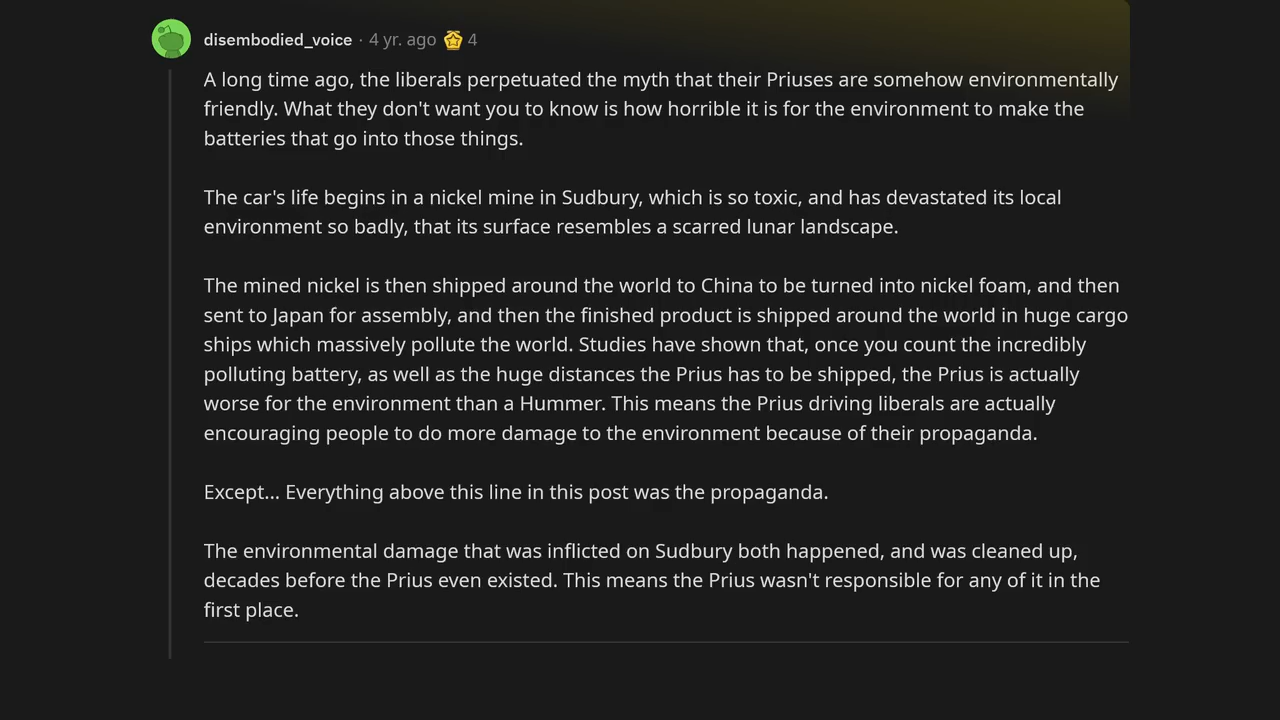 disembodied_voice · 4 yr. ago 4
A long time ago, the liberals perpetuated the myth that their Priuses are somehow environmentally
friendly. What they don't want you to know is how horrible it is for the environment to make the
batteries that go into those things.
The car's life begins in a nickel mine in Sudbury, which is so toxic, and has devastated its local
environment so badly, that its surface resembles a scarred lunar landscape.
The mined nickel is then shipped around the world to China to be turned into nickel foam, and then
sent to Japan for assembly, and then the finished product is shipped around the world in huge cargo
ships which massively pollute the world. Studies have shown that, once you count the incredibly
polluting battery, as well as the huge distances the Prius has to be shipped, the Prius is actually
worse for the environment than a Hummer. This means the Prius driving liberals are actually
encouraging people to do more damage to the environment because of their propaganda.
Except... Everything above this line in this post was the propaganda.
The environmental damage that was inflicted on Sudbury both happened, and was cleaned up,
decades before the Prius even existed. This means the Prius wasn't responsible for any of it in the
first place.